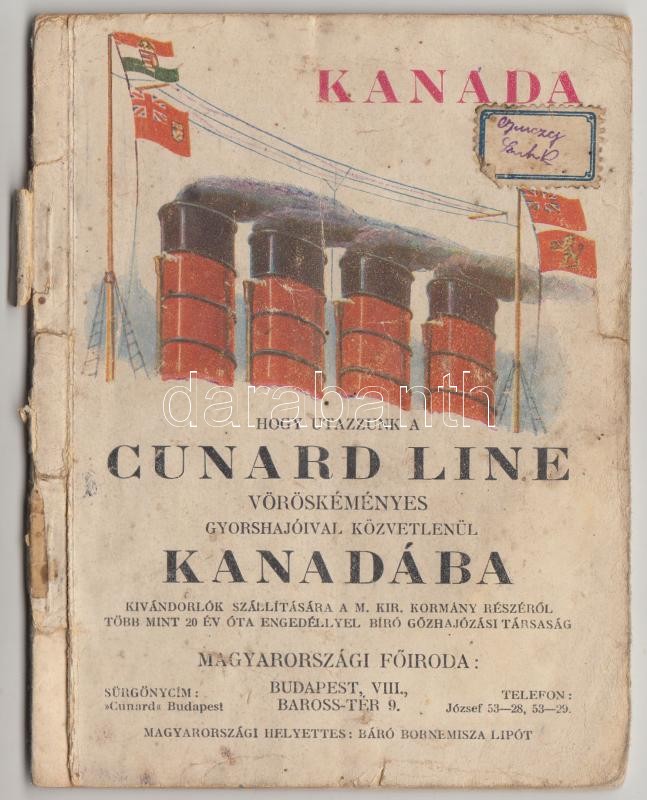 KANADA
darabanth
HOGY UTAZZUNK A
CUNARD LINE
VÖRÖSKÉMÉNYES
GYORSHAJÓIVAL KÖZVETLENÜL
KANADÁBA
KIVÁNDORLÓK SZÁLLÍTÁSÁRA A M. KIR. KORMÁNY RÉSZÉRŐL
TÖBB MINT 20 ÉV ÓTA ENGEDÉLLYEL BÍRÓ GŐZHAJÓZÁSI TÁRSASÁG
MAGYARORSZÁGI FŐIRODA:
SÜRGÖNYCÍM:
»Cunard« Budapest
BUDAPEST, VIII.,
BAROSS-TÉR 9.
TELEFON:
József 53—28, 53—29.
MAGYARORSZÁGI HELYETTES: BÁRÓ BORNEMISZA LIPÓT